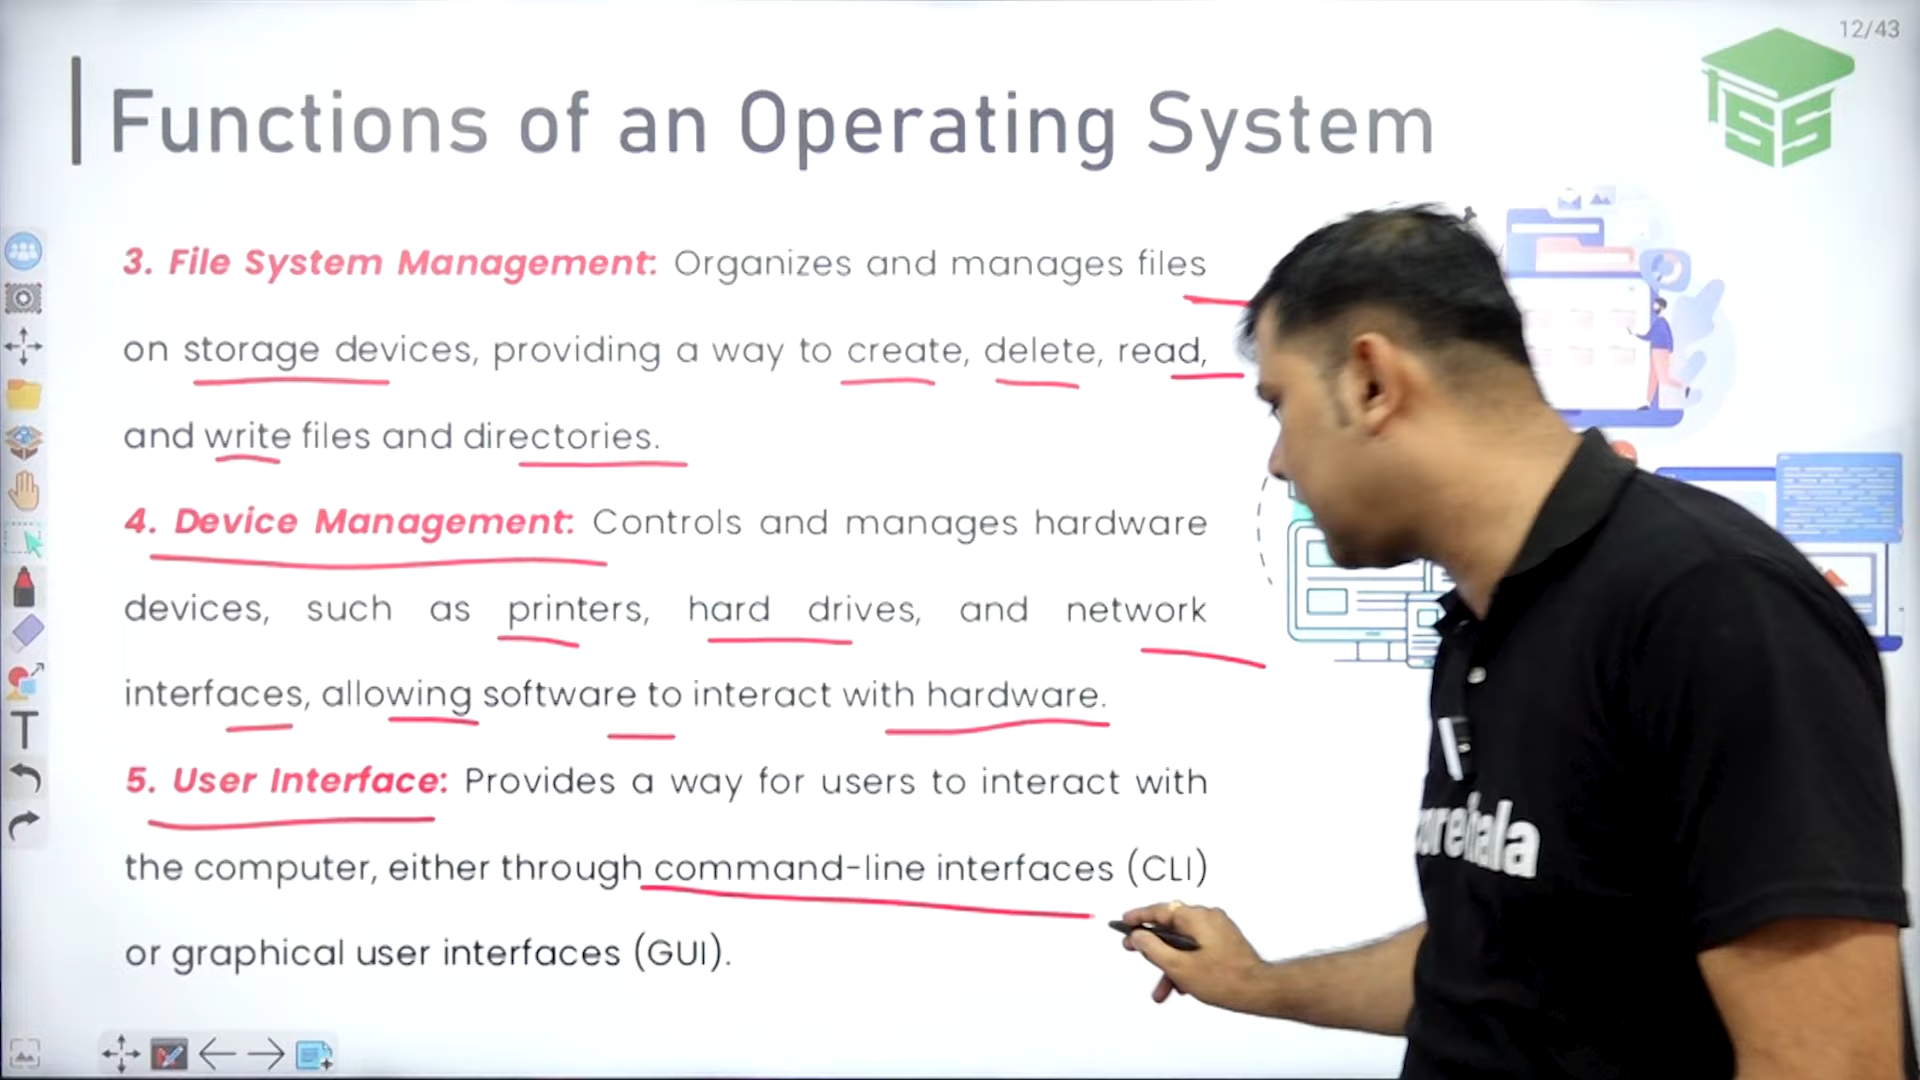 12/43
SS
Functions of an Operating System
3. File System Management: Organizes and manages files
on storage devices, providing a way to create, delete, read,
and write files and directories.
4. Device Management: Controls and manages hardware
devices, such as printers, hard drives, and network
interfaces, allowing software to interact with hardware.
5. User Interface: Provides a way for users to interact with
the computer, either through command-line interfaces (CLI)
or graphical user interfaces (GUI).